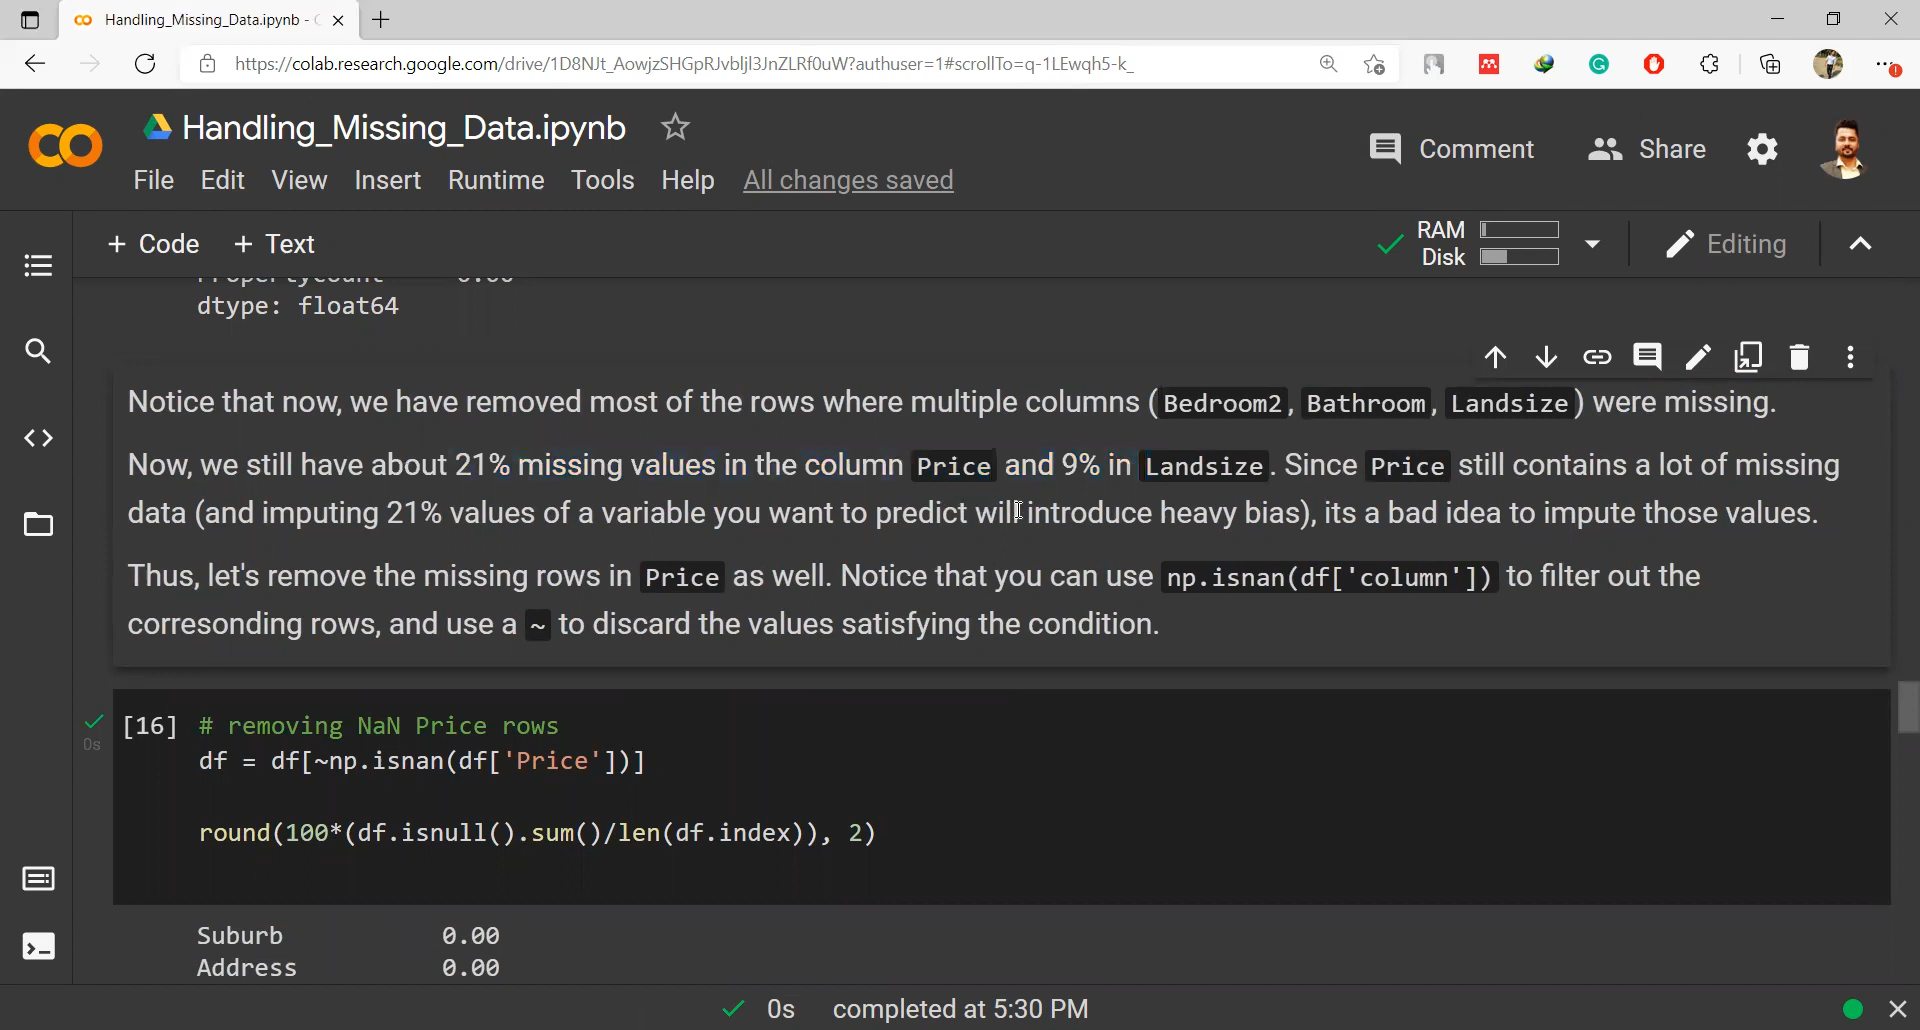 Handling_Missing_Data.ipynb -
https://colab.research.google.com/drive/1D8NJt_AowjzSHGpRJvbljl3JnZLRf0uW?authuser=1#scrollTo=q-1LEwqh5-k_
Handling_Missing_Data.ipynb
Comment Share
File Edit View Insert Runtime Tools Help All changes saved
+ Code + Text
RAM
Disk
Editing
dtype: float64
Notice that now, we have removed most of the rows where multiple columns (Bedroom2, Bathroom, Landsize) were missing.
Now, we still have about 21% missing values in the column Price and 9% in Landsize. Since Price still contains a lot of missing
data (and imputing 21% values of a variable you want to predict will introduce heavy bias), its a bad idea to impute those values.
Thus, let's remove the missing rows in Price as well. Notice that you can use np.isnan(df['column']) to filter out the
corresonding rows, and use a ~ to discard the values satisfying the condition.
[16] # removing NaN Price rows
0s
df = df[~np.isnan(df['Price'])]
round(100*(df.isnull().sum()/len(df.index)), 2)
Suburb 0.00
Address 0.00
0s completed at 5:30 PM